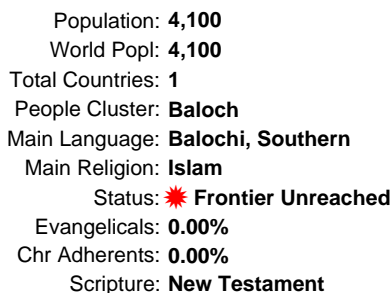 Population: 4,100
World Popl: 4,100
Total Countries: 1
People Cluster: Baloch
Main Language: Balochi, Southern
Main Religion: Islam
Status: Frontier Unreached
Evangelicals: 0.00%
Chr Adherents: 0.00%
Scripture: New Testament